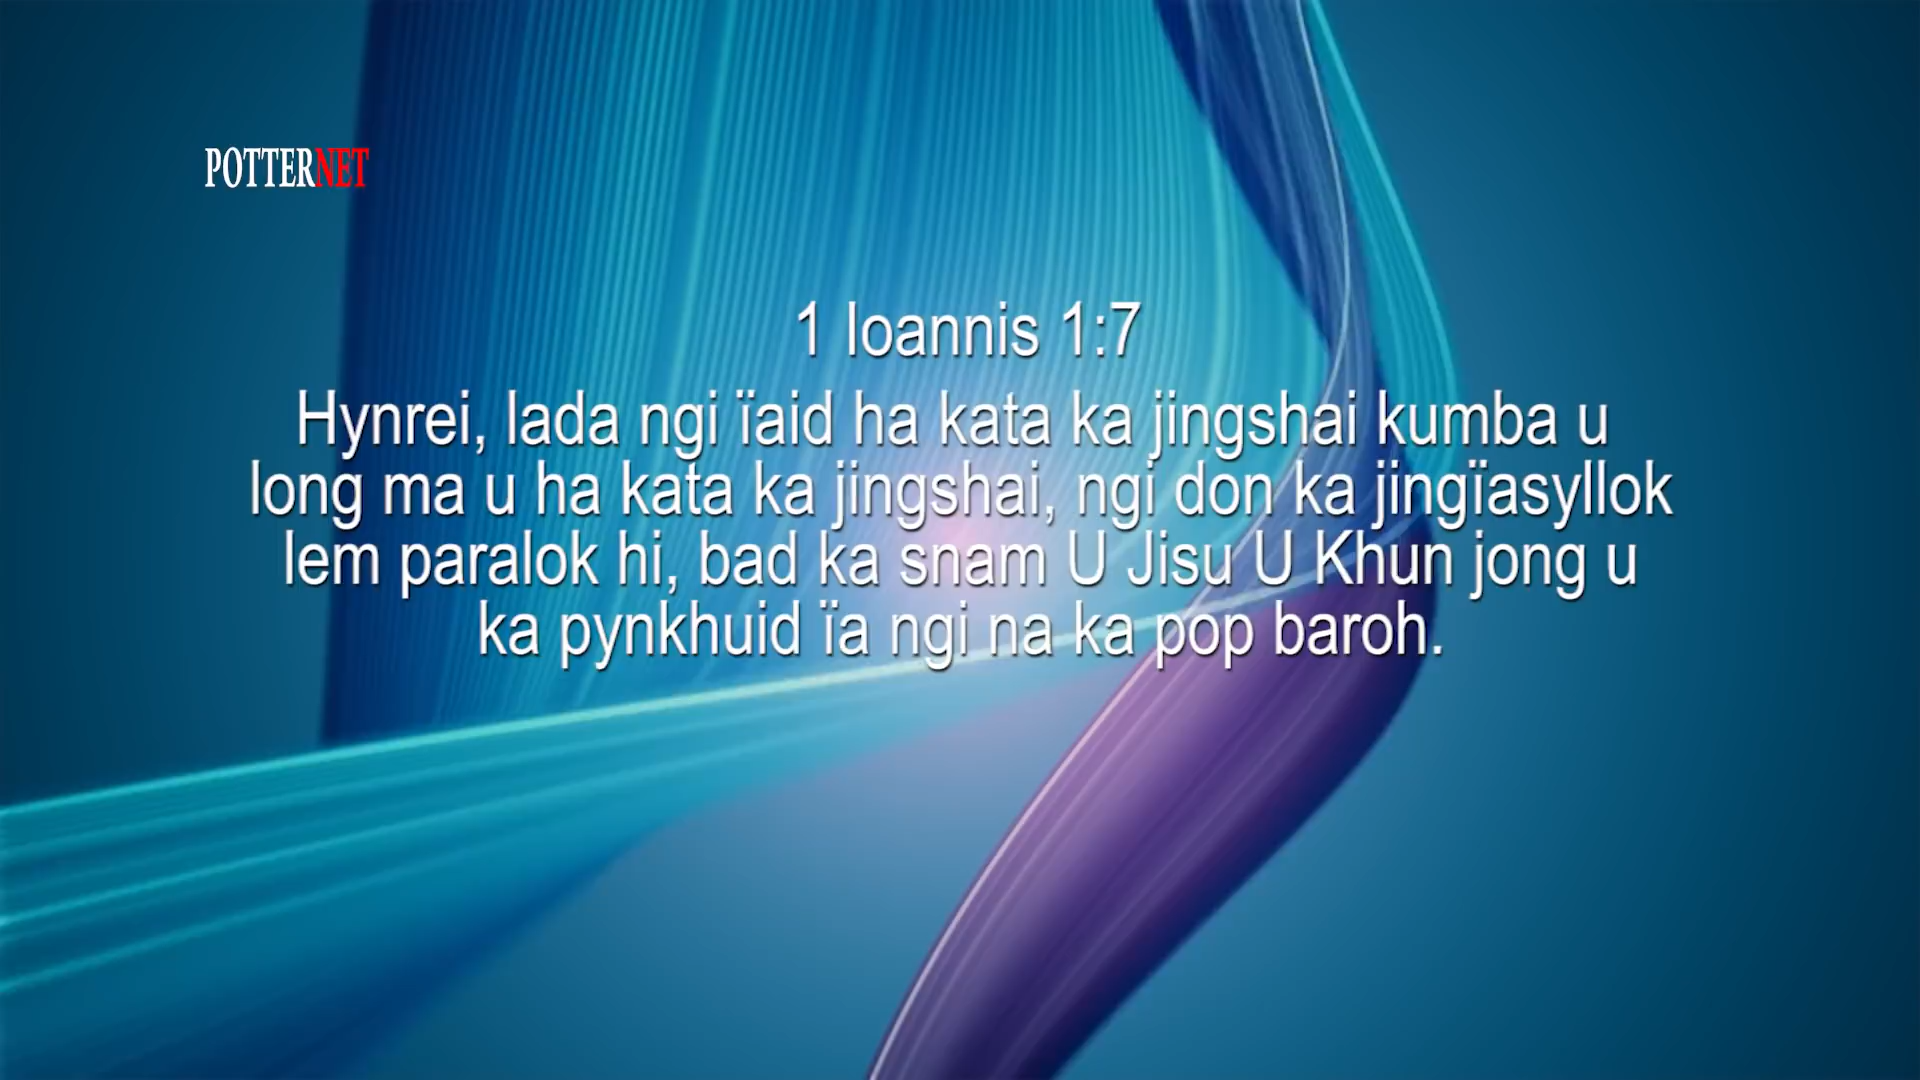 POTTERNET
1 Ioannis 1:7
Hynrei, lada ngi ïaid ha kata ka jingshai kumba u
long ma u ha kata ka jingshai, ngi don ka jingïasyllok
lem paralok hi, bad ka snam U Jisu U Khun jong u
ka pynkhuid ïa ngi na ka pop baroh.